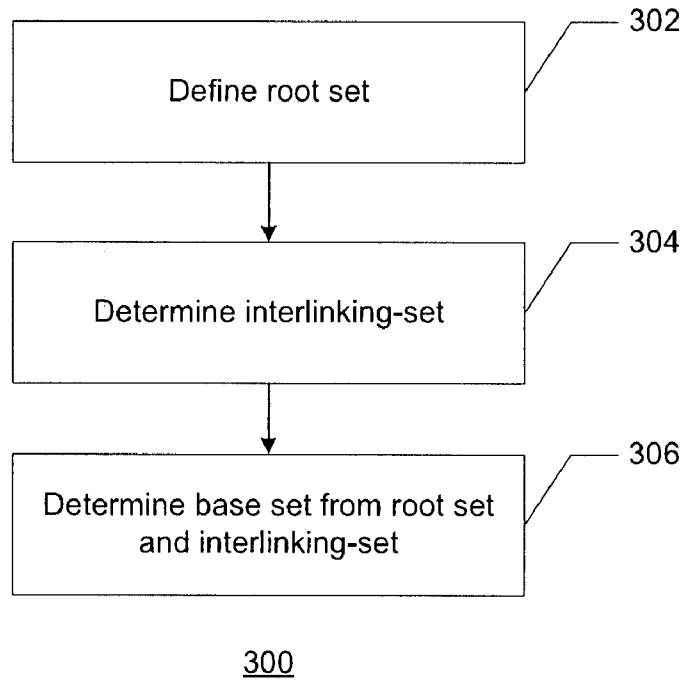 302
Define root set
304
Determine interlinking-set
306
Determine base set from root set
and interlinking-set
300